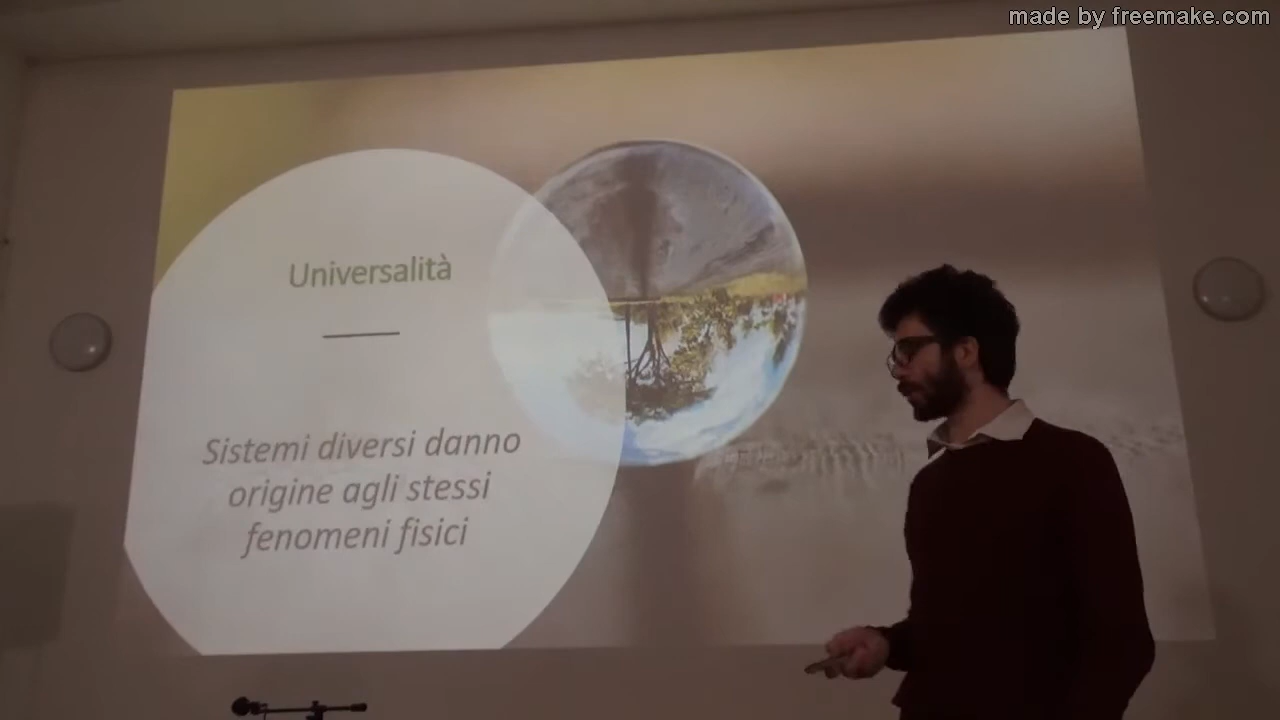 made by freemake.com
Universalità
Sistemi diversi danno
origine agli stessi
fenomeni fisici